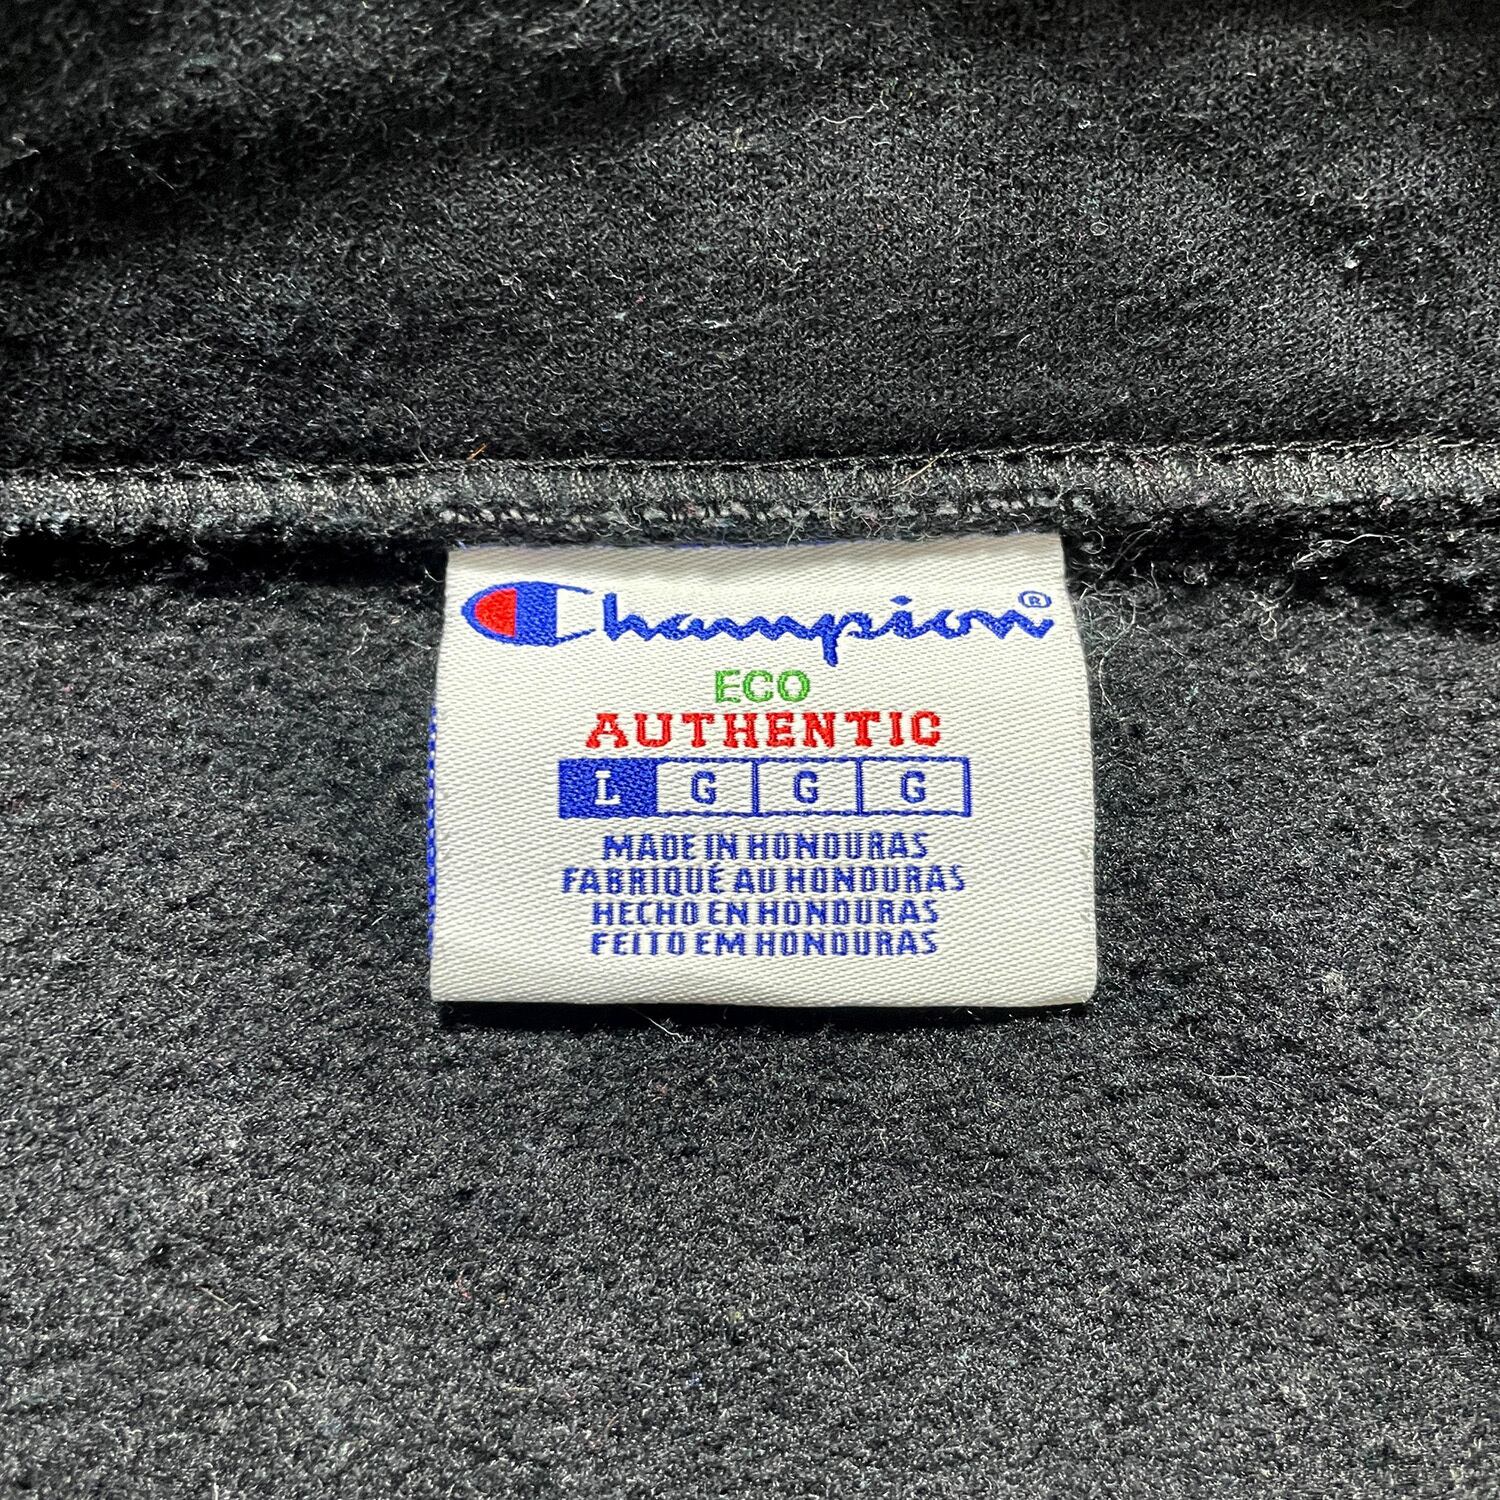 Champion®
ECO
AUTHENTIC
L G G G
MADE IN HONDURAS
FABRIQUÉ AU HONDURAS
HECHO EN HONDURAS
FEITO EM HONDURAS